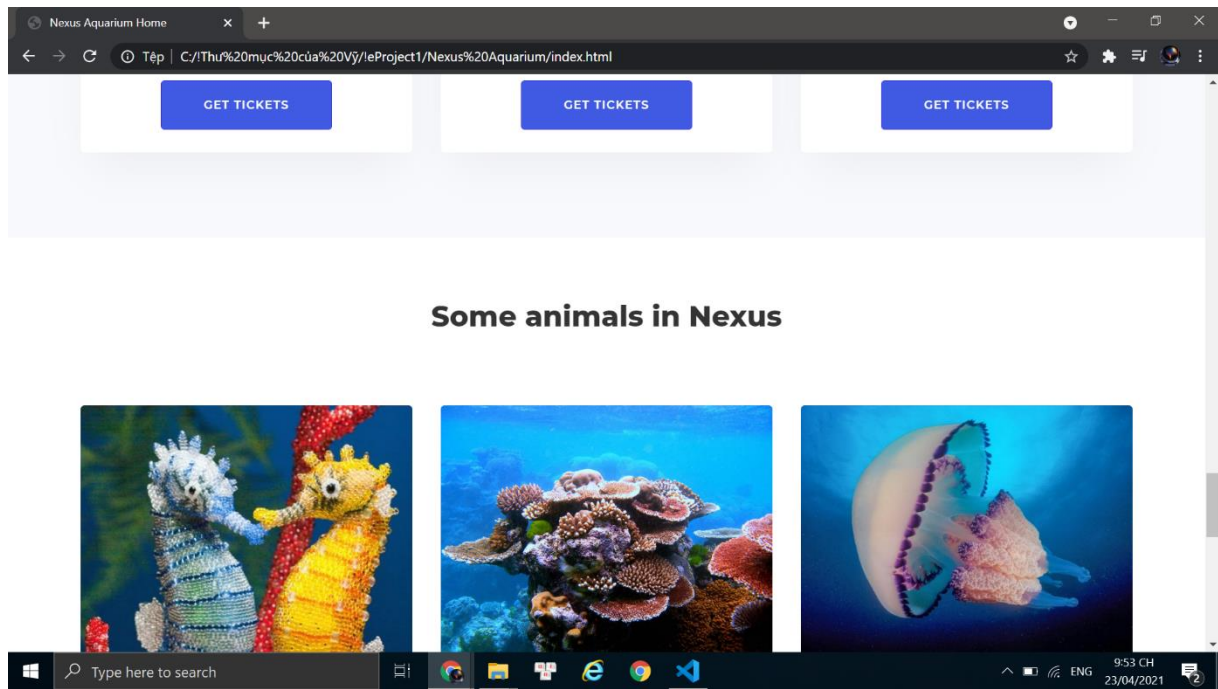 Nexus Aquarium Home
Tệp | C:/!Thư%20mục%20của%20Vỹ/!eProject1/Nexus%20Aquarium/index.html
GET TICKETS GET TICKETS GET TICKETS
Some animals in Nexus
Type here to search
ENG
9:53 CH
23/04/2021
2